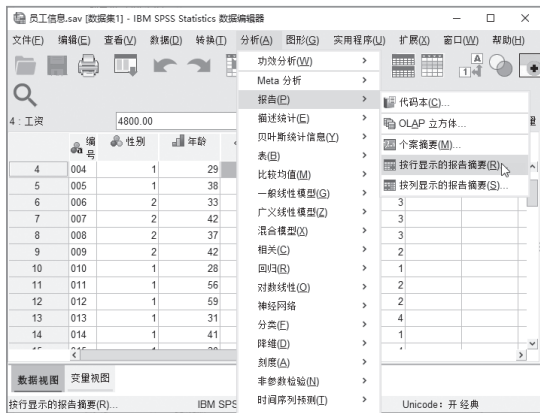 员工信息.sav [数据集1] - IBM SPSS Statistics 数据编辑器
文件(F) 编辑(E) 查看(V) 数据(D) 转换(T) 分析(A) 图形(G) 实用程序(U) 扩展(X) 窗口(W) 帮助(H)
功效分析(W)
Meta 分析
报告(P)
描述统计(E)
贝叶斯统计信息(Y)
表(B)
比较均值(M)
一般线性模型(G)
广义线性模型(Z)
混合模型(X)
相关(C)
回归(R)
对数线性(O)
神经网络
分类(F)
降维(D)
刻度(A)
非参数检验(N)
时间序列预测(T)
代码本(C)...
OLAP 立方体...
个案摘要(M)...
按行显示的报告摘要(R)...
按列显示的报告摘要(S)...
4 : 工资 4800.00
编号 性别 年龄
4 004 1 29
5 005 1 38
6 006 2 33 3
7 007 2 42 3
8 008 2 37 3
9 009 2 42 2
10 010 1 28 1
11 011 1 56 2
12 012 1 59 2
13 013 1 31 4
14 014 1 41 1
数据视图 变量视图
按行显示的报告摘要(R)... IBM SPS Unicode: 开 经典